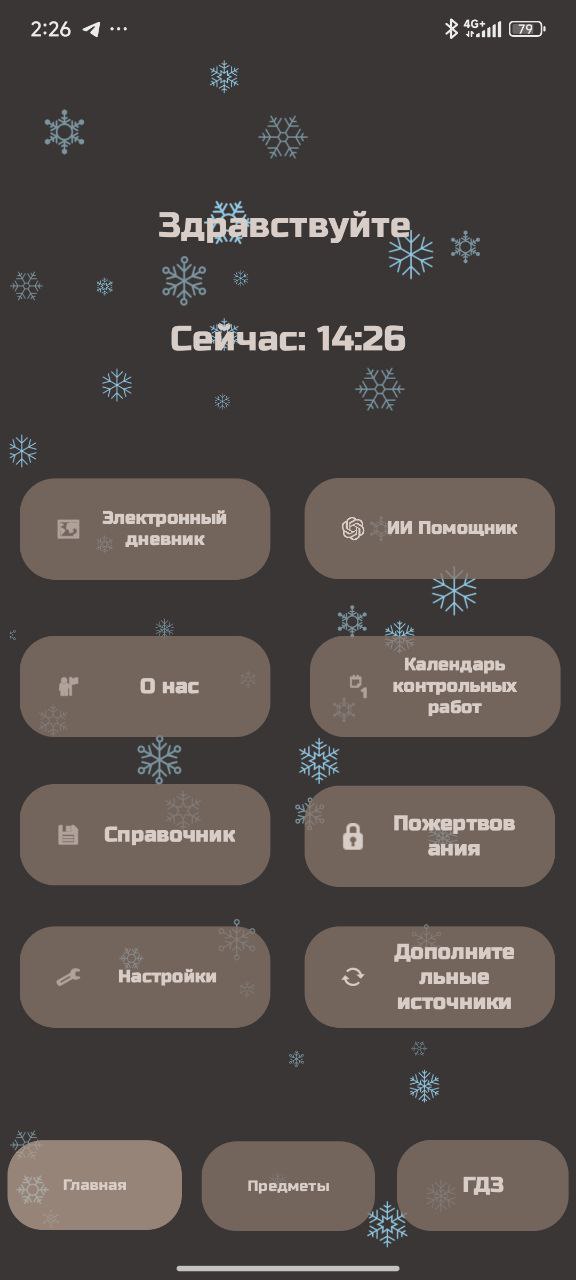 2:26 ... 4G+ 79
Здравствуйте
Сейчас: 14:26
Электронный
дневник
ИИ Помощник
О нас
Календарь
контрольных
работ
1
Справочник
Пожертвов
ания
Настройки
Дополните
льные
источники
Главная
Предметы
ГДЗ